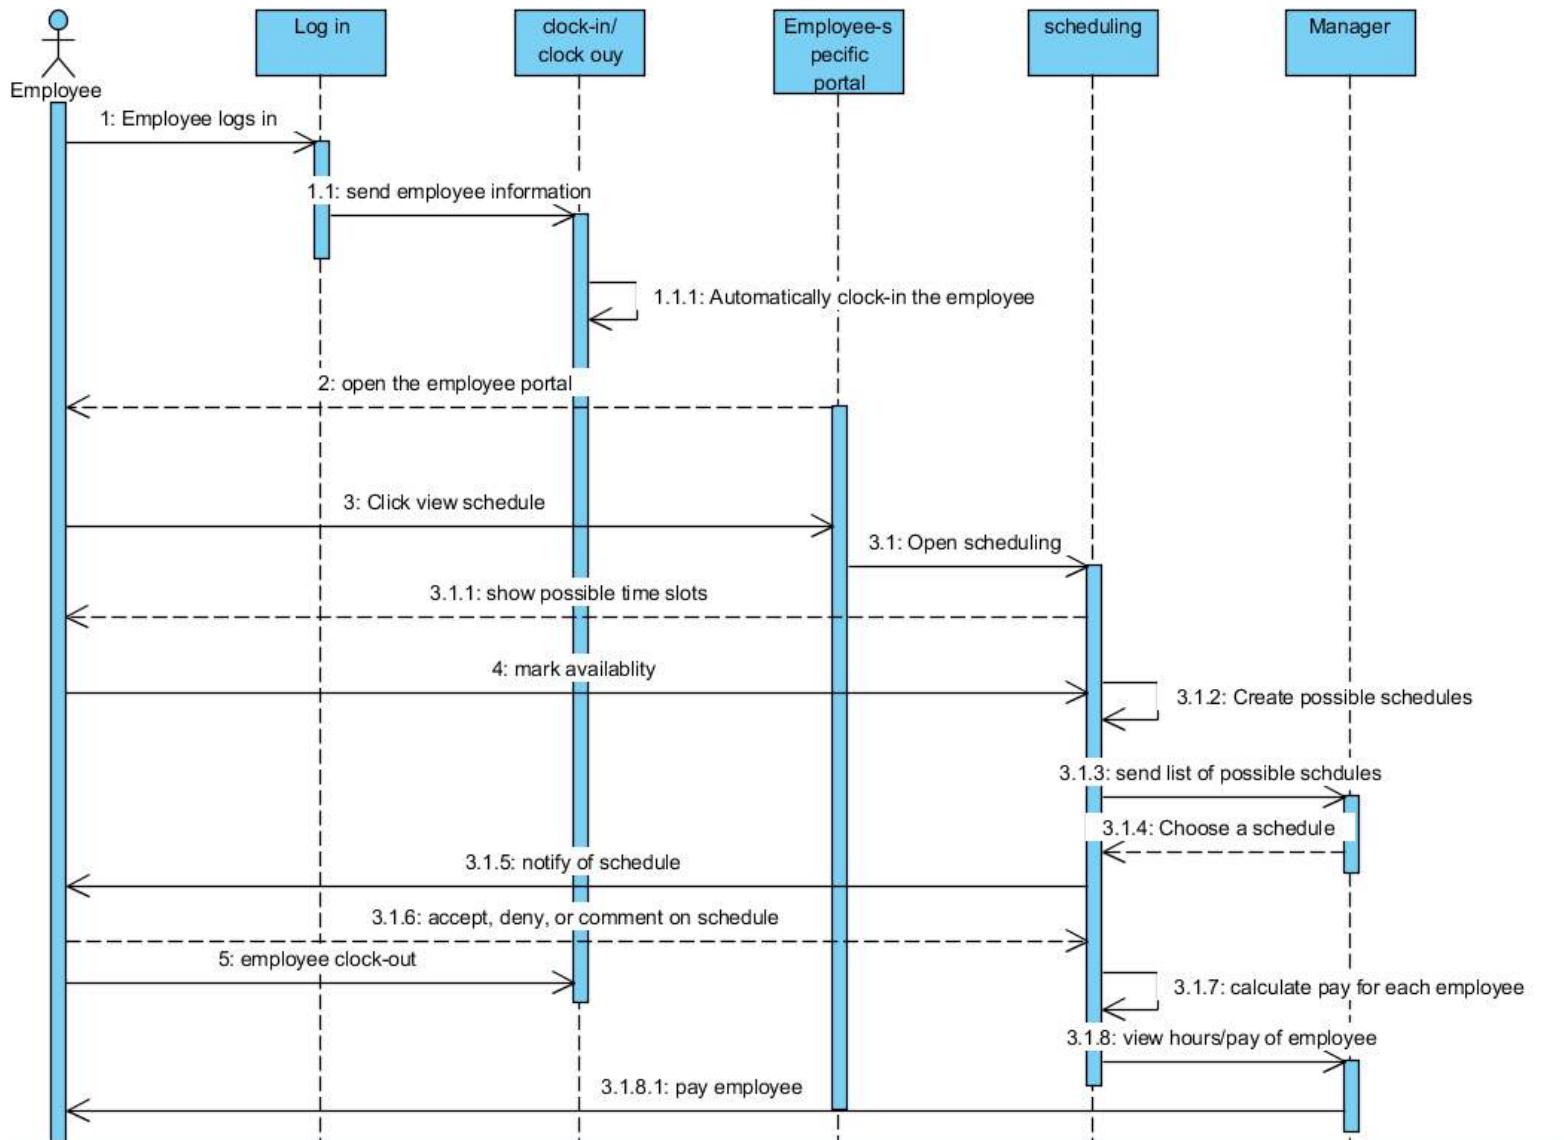 Log in
clock-in/
clock ouy
Employee-s
pecific
portal
scheduling
Manager
Employee
1: Employee logs in
1.1: send employee information
1.1.1: Automatically clock-in the employee
2: open the employee portal
3: Click view schedule
3.1: Open scheduling
3.1.1: show possible time slots
4: mark availablity
3.1.2: Create possible schedules
3.1.3: send list of possible schdules
3.1.4: Choose a schedule
3.1.5: notify of schedule
3.1.6: accept, deny, or comment on schedule
5: employee clock-out
3.1.7: calculate pay for each employee
3.1.8: view hours/pay of employee
3.1.8.1: pay employee